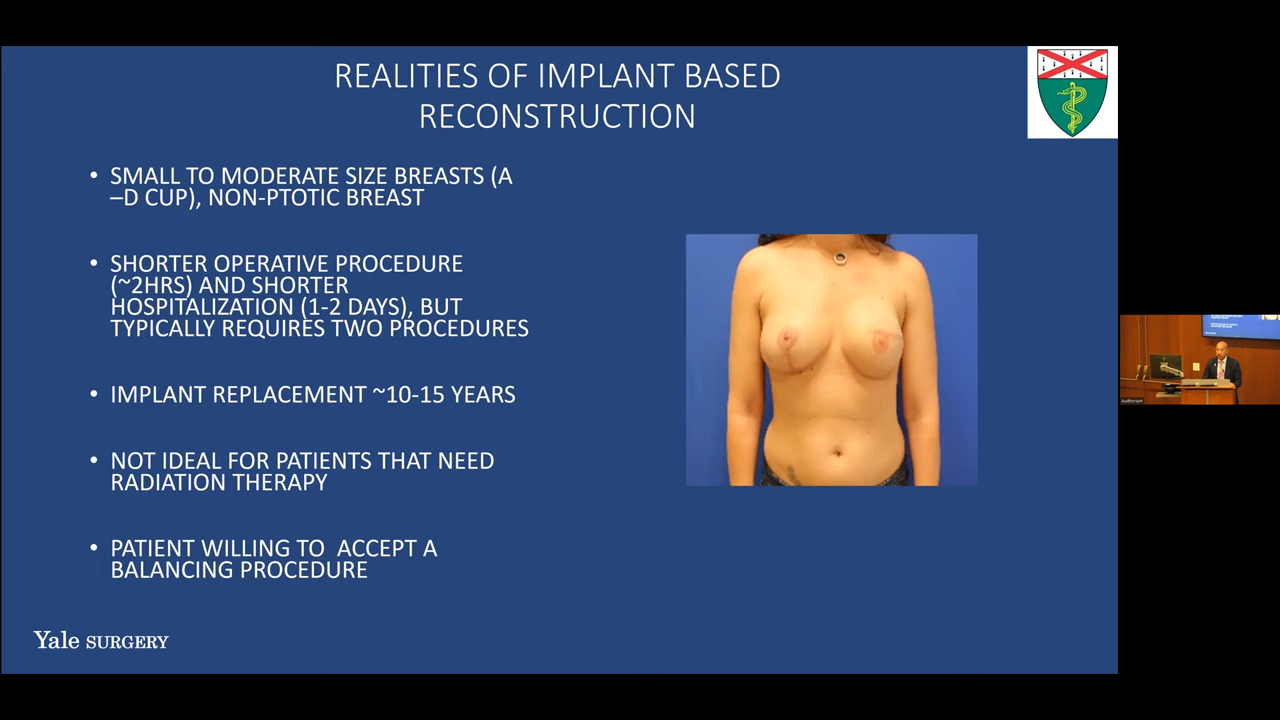 REALITIES OF IMPLANT BASED
RECONSTRUCTION
• SMALL TO MODERATE SIZE BREASTS (A
–D CUP), NON-PTOTIC BREAST
• SHORTER OPERATIVE PROCEDURE
(~2HRS) AND SHORTER
HOSPITALIZATION (1-2 DAYS), BUT
TYPICALLY REQUIRES TWO PROCEDURES
• IMPLANT REPLACEMENT ~10-15 YEARS
• NOT IDEAL FOR PATIENTS THAT NEED
RADIATION THERAPY
• PATIENT WILLING TO  ACCEPT A
BALANCING PROCEDURE
Yale SURGERY
Auditorium